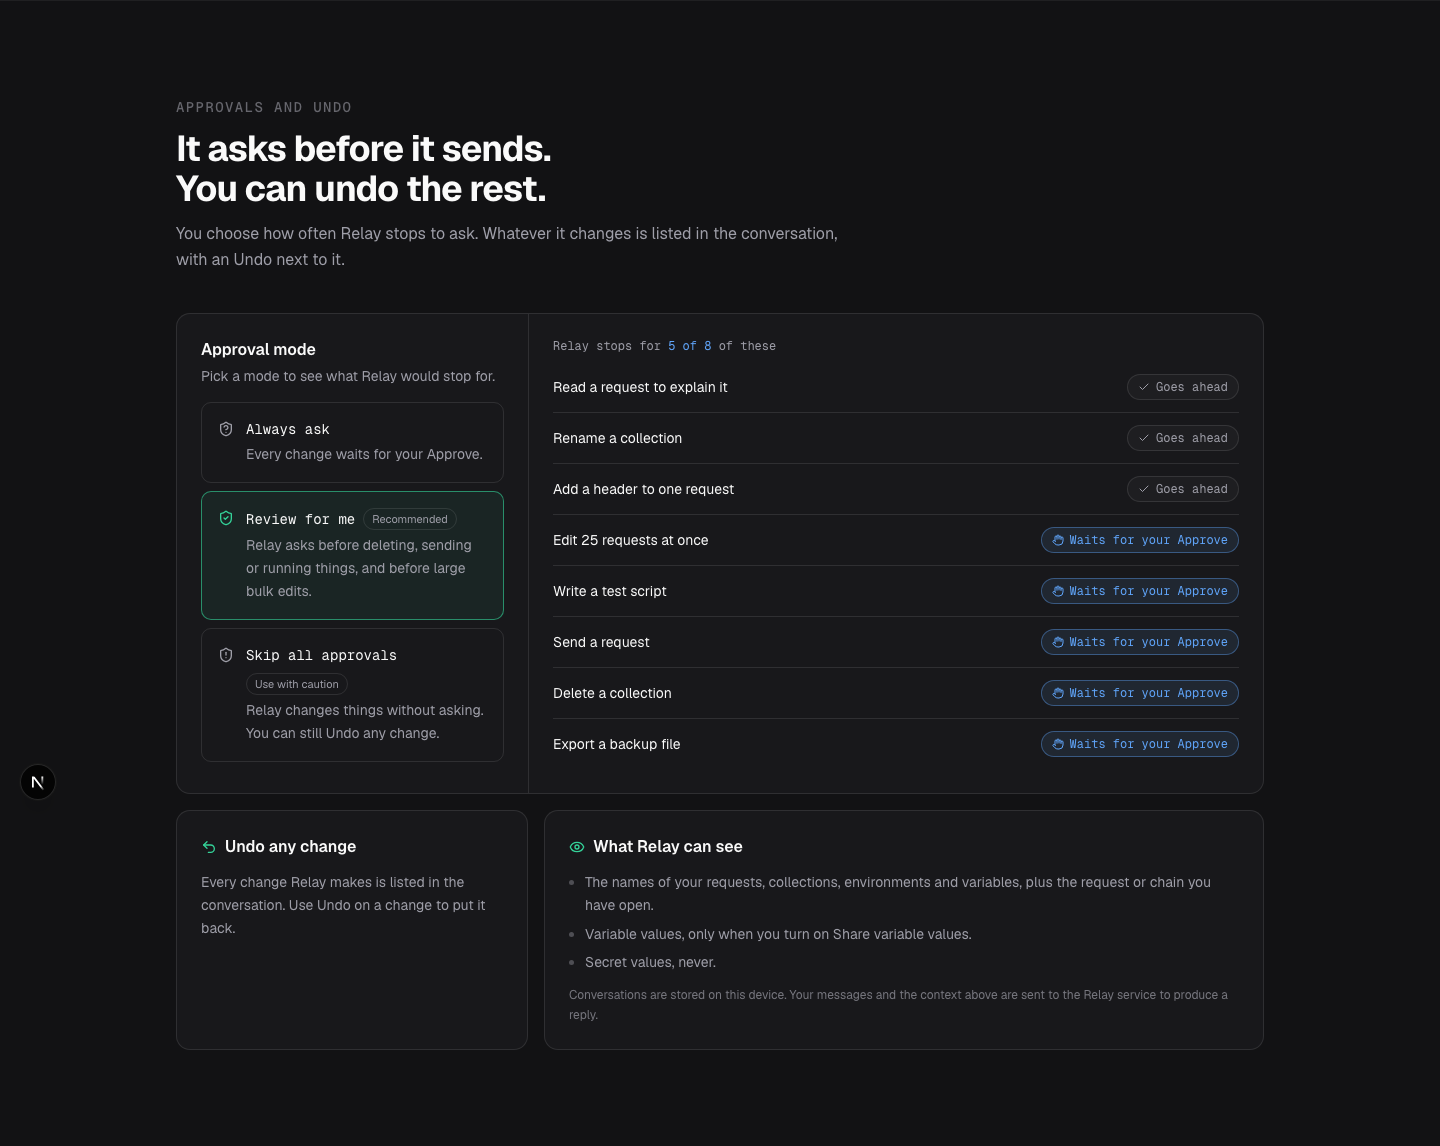 APPROVALS AND UNDO
It asks before it sends.
You can undo the rest.
You choose how often Relay stops to ask. Whatever it changes is listed in the conversation,
with an Undo next to it.
Approval mode
Pick a mode to see what Relay would stop for.
Always ask
Every change waits for your Approve.
Review for me Recommended
Relay asks before deleting, sending
or running things, and before large
bulk edits.
Skip all approvals
Use with caution
Relay changes things without asking.
You can still Undo any change.
Relay stops for 5 of 8 of these
Read a request to explain it Goes ahead
Rename a collection Goes ahead
Add a header to one request Goes ahead
Edit 25 requests at once Waits for your Approve
Write a test script Waits for your Approve
Send a request Waits for your Approve
Delete a collection Waits for your Approve
Export a backup file Waits for your Approve
N
Undo any change
Every change Relay makes is listed in the
conversation. Use Undo on a change to put it
back.
What Relay can see
The names of your requests, collections, environments and variables, plus the request or chain you
have open.
Variable values, only when you turn on Share variable values.
Secret values, never.
Conversations are stored on this device. Your messages and the context above are sent to the Relay service to produce a
reply.